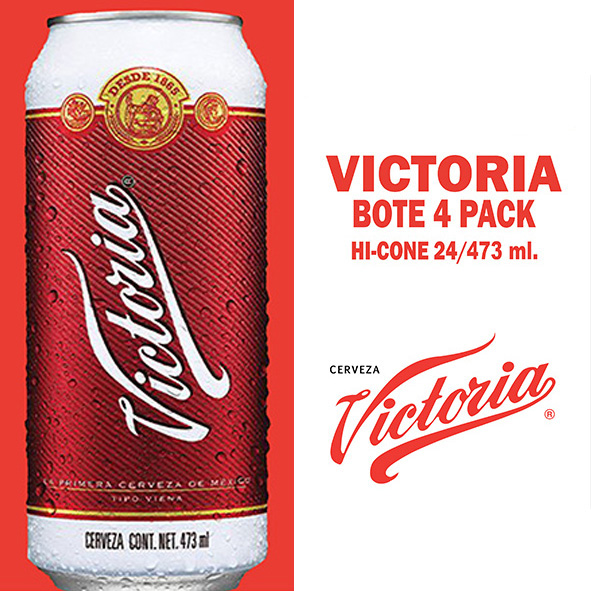 DESDE 1865
Victoria
LA PRIMERA CERVEZA DE MÉXICO
TIPO VIENA
CERVEZA CONT. NET. 473 ml
VICTORIA
BOTE 4 PACK
HI-CONE 24/473 ml.
CERVEZA
Victoria®